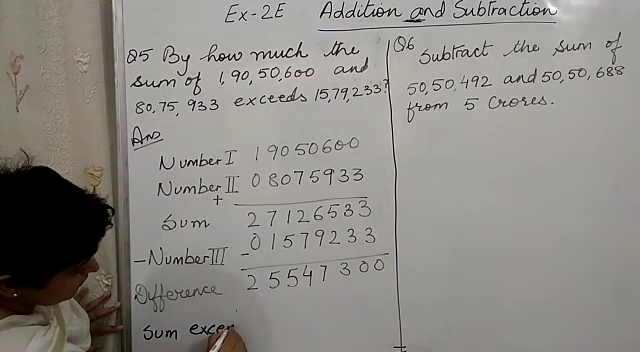 Ex-2E Addition and Subtraction
Q5 By how much the
sum of 1,90,50,600 and
80,75,933 exceeds 15,79,233?
Ans
Number I 19050600
Number II 08075933
+
Sum 27126533
-Number III - 01579233
Difference 25547300
Sum excee
Q6 Subtract the sum of
50,50,492 and 50,50,688
from 5 Crores.